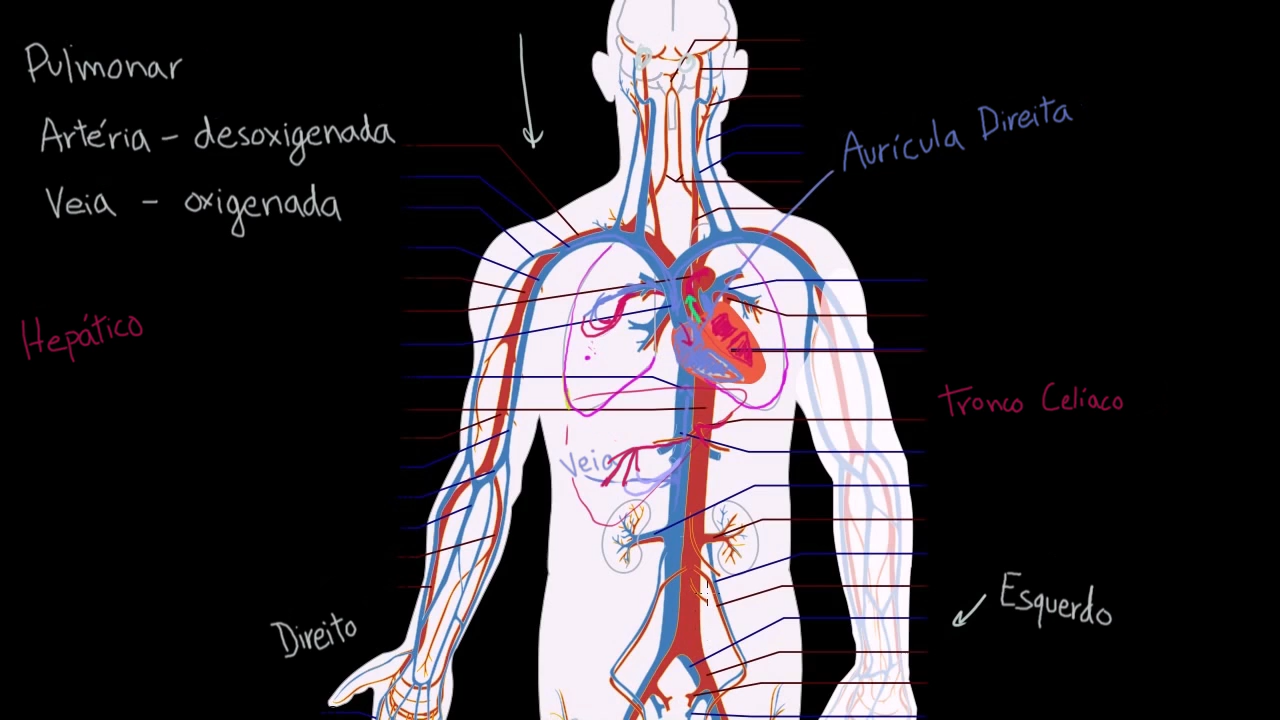 Pulmonar
Artéria - desoxigenada
Veia - oxigenada
Aurícula Direita
Hepático
Tronco Celíaco
Veia
Esquerdo
Direito